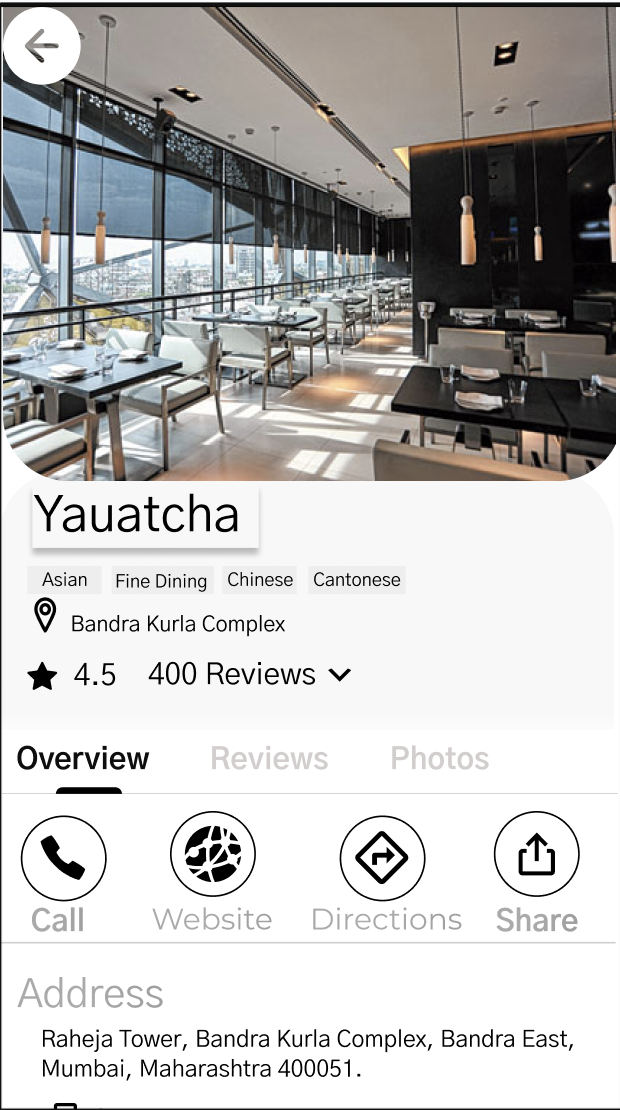 Yauatcha
Asian Fine Dining Chinese Cantonese
Bandra Kurla Complex
4.5 400 Reviews
Overview Reviews Photos
Call Website Directions Share
Address
Raheja Tower, Bandra Kurla Complex, Bandra East,
Mumbai, Maharashtra 400051.